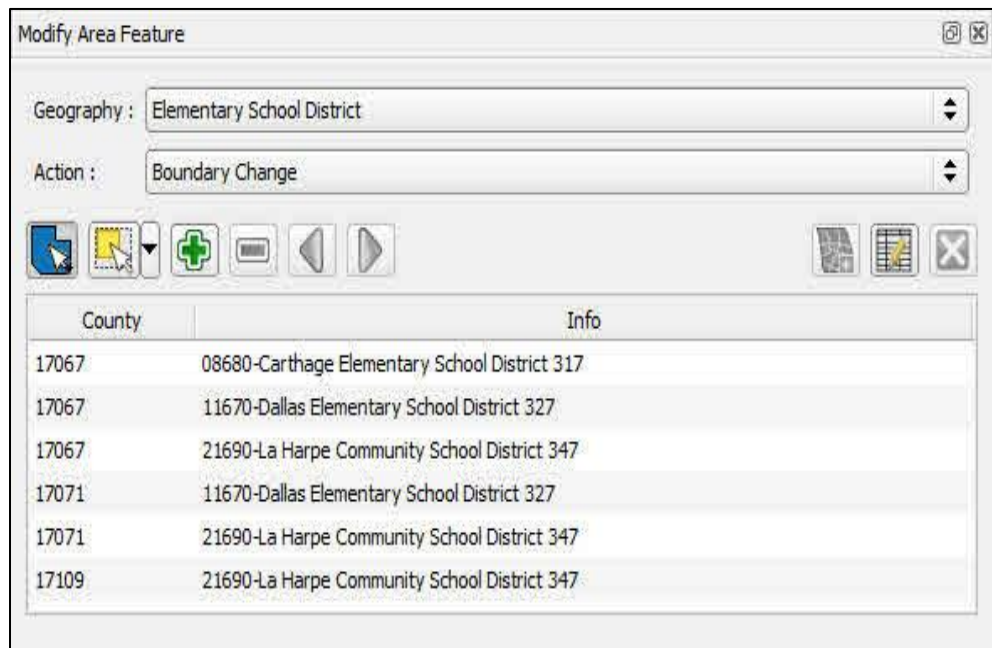 Modify Area Feature
Geography : Elementary School District
Action : Boundary Change
County Info
17067 08680-Carthage Elementary School District 317
17067 11670-Dallas Elementary School District 327
17067 21690-La Harpe Community School District 347
17071 11670-Dallas Elementary School District 327
17071 21690-La Harpe Community School District 347
17109 21690-La Harpe Community School District 347